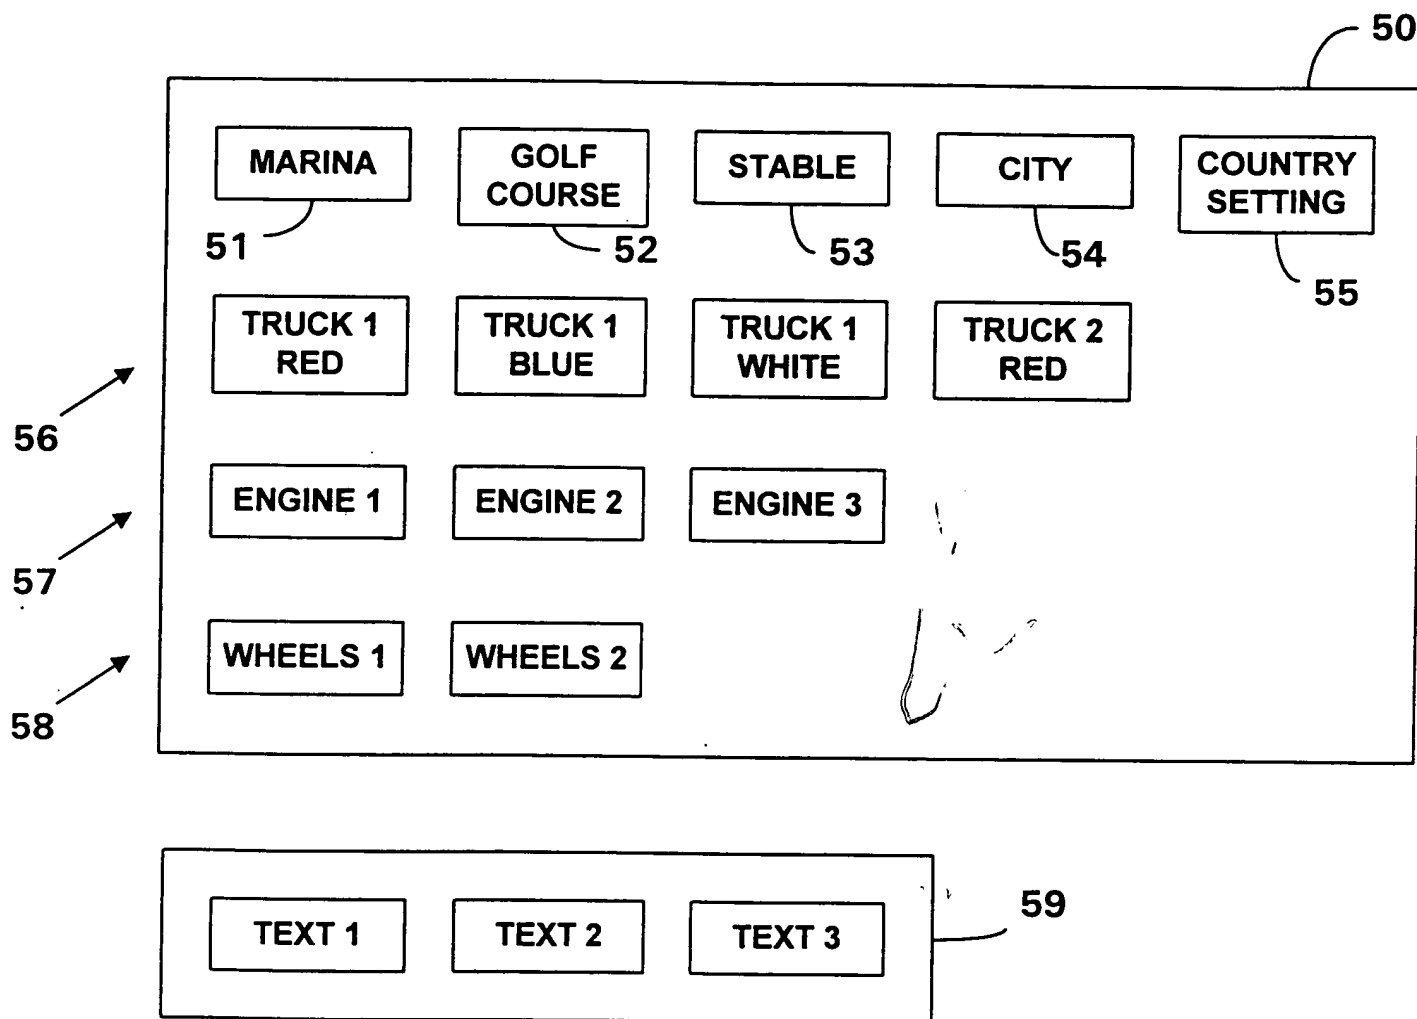 50
MARINA
GOLF
COURSE
STABLE
CITY
COUNTRY
SETTING
51
52
53
54
55
TRUCK 1
RED
TRUCK 1
BLUE
TRUCK 1
WHITE
TRUCK 2
RED
56
ENGINE 1
ENGINE 2
ENGINE 3
57
WHEELS 1
WHEELS 2
58
TEXT 1
TEXT 2
TEXT 3
59